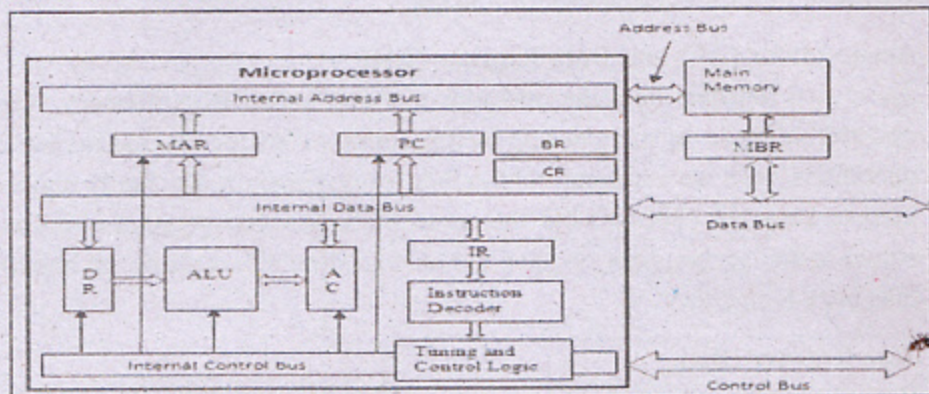 Address Bus
Microprocessor
Internal Address Bus
Main
Memory
MAR
PC
BR
MBR
CR
Internal Data Bus
Data Bus
IR
D
R
ALU
A
C
Instruction
Decoder
Tuning and
Control Logic
Internal Control Bus
Control Bus